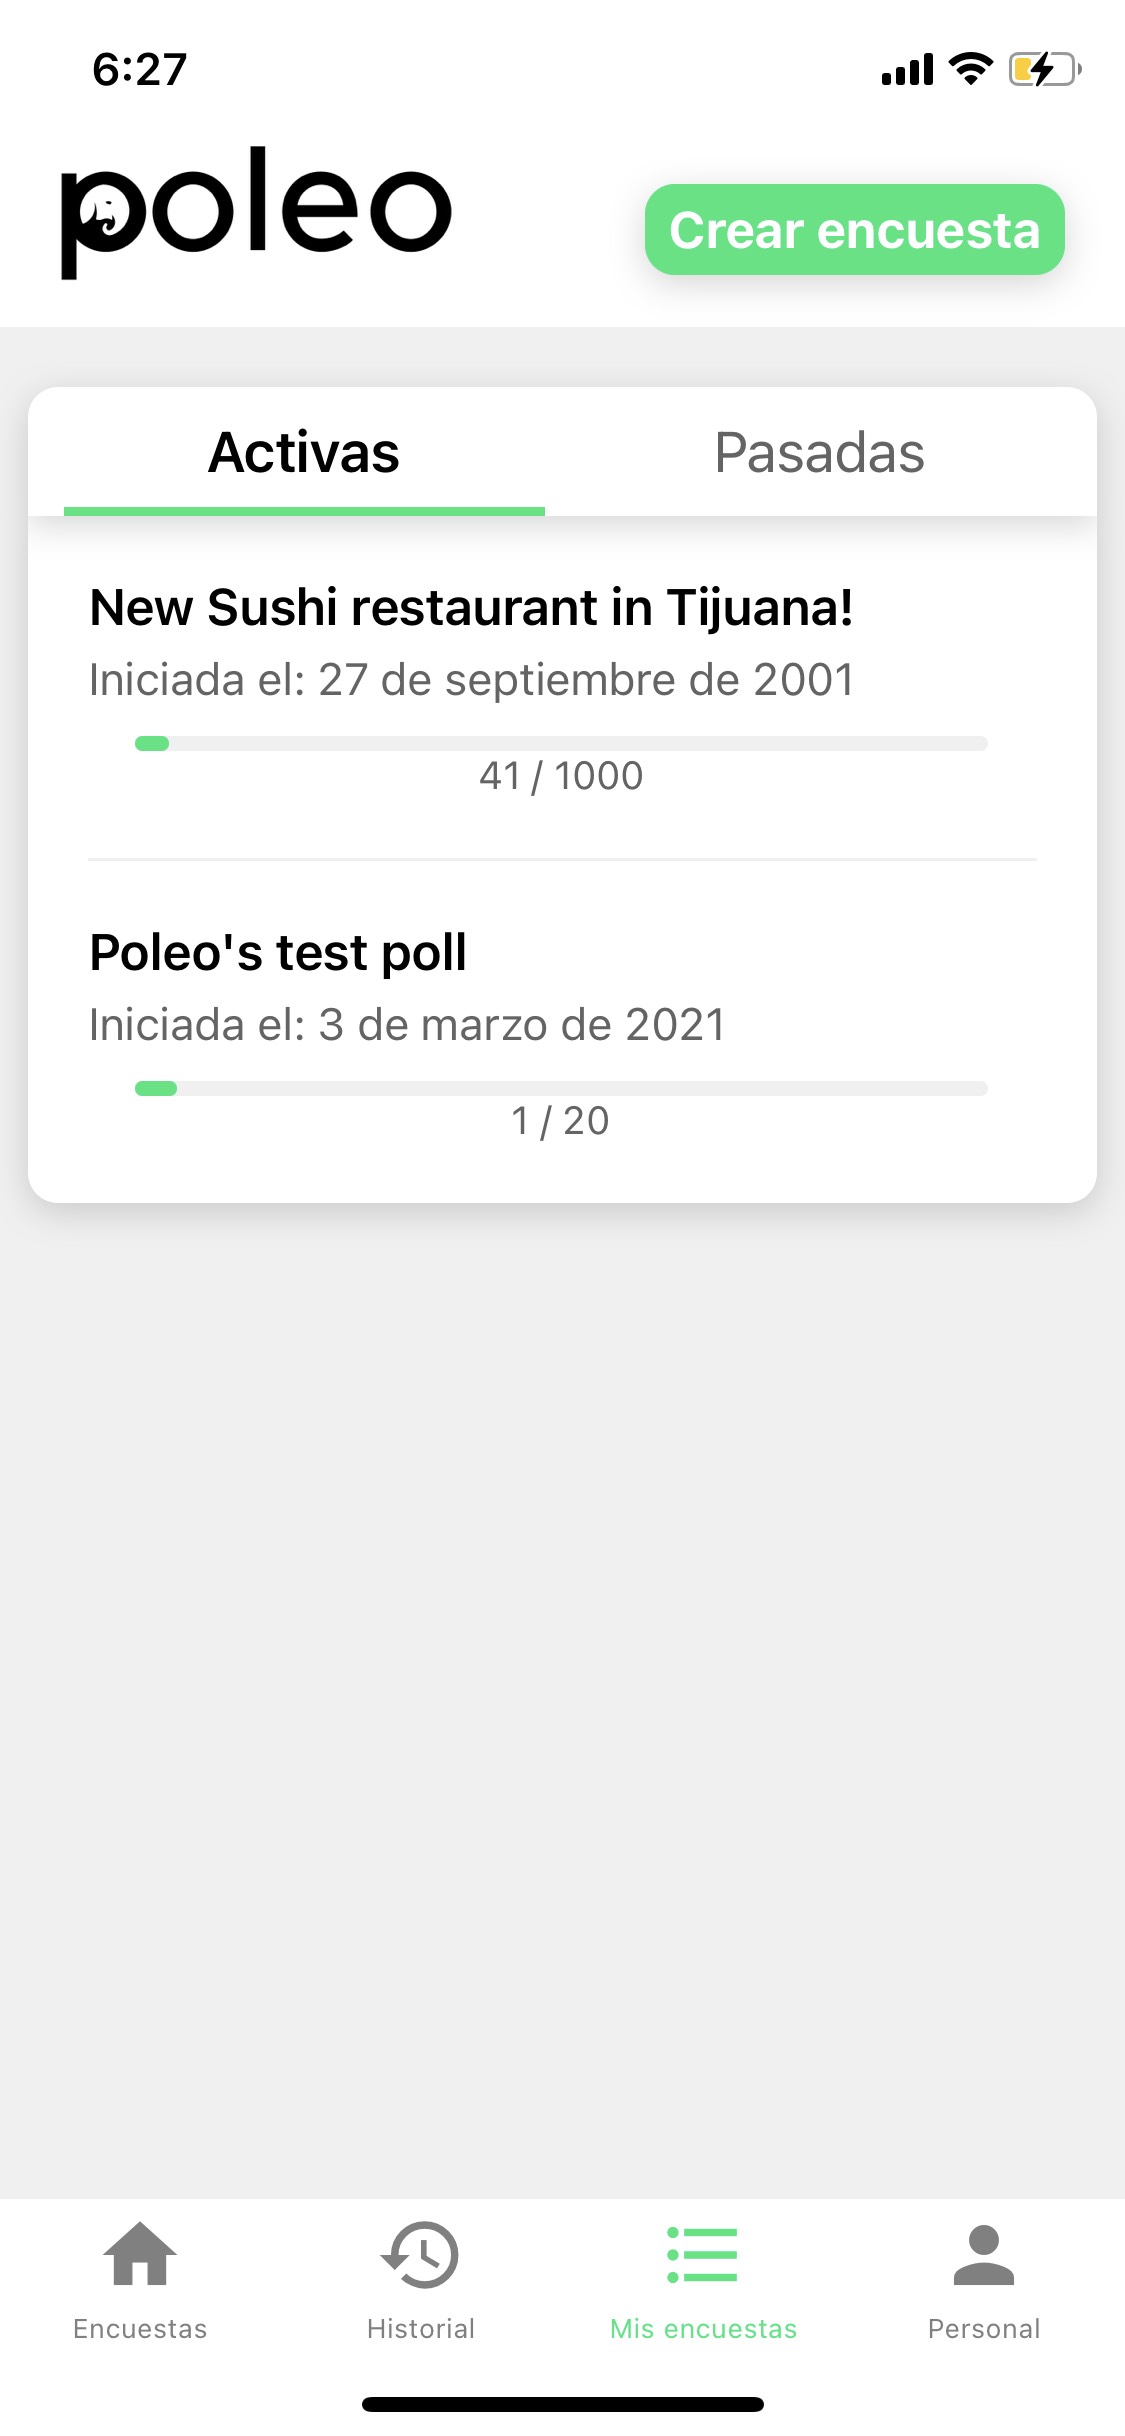 6:27
poleo
Crear encuesta
Activas
Pasadas
New Sushi restaurant in Tijuana!
Iniciada el: 27 de septiembre de 2001
41 / 1000
Poleo's test poll
Iniciada el: 3 de marzo de 2021
1 / 20
Encuestas
Historial
Mis encuestas
Personal